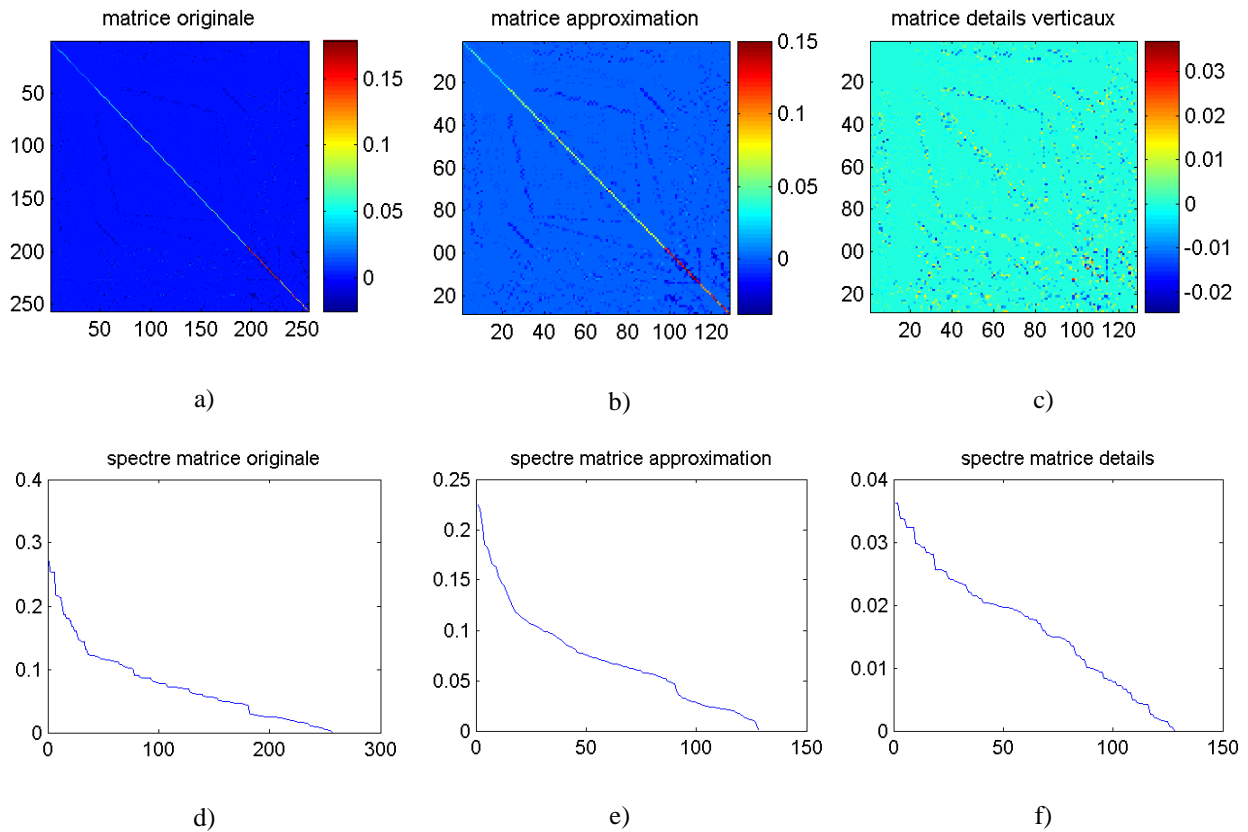 matrice originale
matrice approximation
matrice details verticaux
50
100
150
200
250
50 100 150 200 250
0.15
0.1
0.05
0
20
40
60
80
00
20
20 40 60 80 100 120
0.15
0.1
0.05
0
20
40
60
80
00
20
20 40 60 80 100 120
0.03
0.02
0.01
0
-0.01
-0.02
a)
b)
c)
spectre matrice originale
spectre matrice approximation
spectre matrice details
0.4
0.3
0.2
0.1
0
0 100 200 300
0.25
0.2
0.15
0.1
0.05
0
0 50 100 150
0.04
0.03
0.02
0.01
0
0 50 100 150
d)
e)
f)